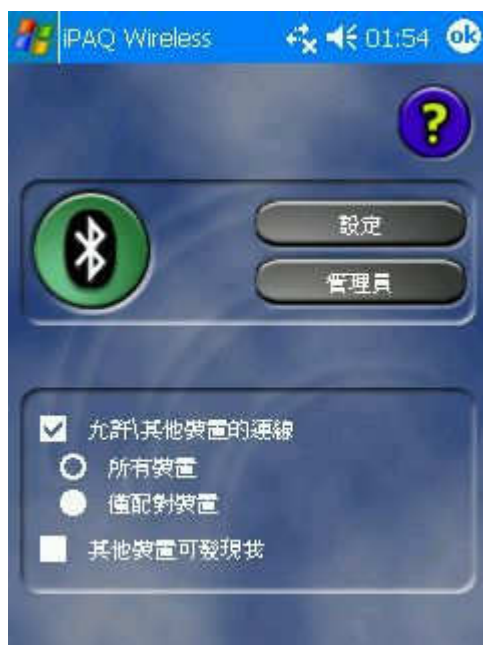 iPAQ Wireless 01:54 ok
?
設定
管理員
允許\其他裝置的連線
所有裝置
僅配對裝置
其他裝置可發現我